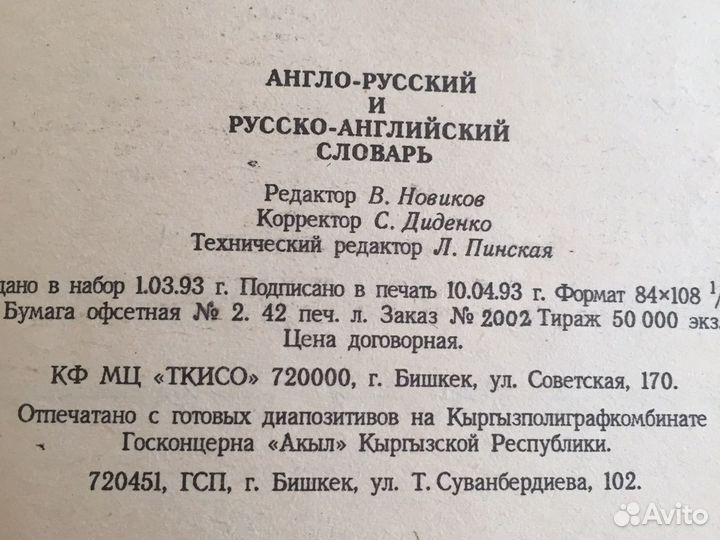 АНГЛО-РУССКИЙ
И
РУССКО-АНГЛИЙСКИЙ
СЛОВАРЬ
Редактор В. Новиков
Корректор С. Диденко
Технический редактор Л. Пинская
в набор 1.03.93 г. Подписано в печать 10.04.93 г. Формат 84×108
Бумага офсетная № 2. 42 печ. л. Заказ № 2002 Тираж 50 000 экз.
Цена договорная.
КФ МЦ «ТКИСО» 720000, г. Бишкек, ул. Советская, 170.
Отпечатано с готовых диапозитивов на Кыргызполиграфкомбинате
Госконцерна «Акыл» Кыргызской Республики.
720451, ГСП, г. Бишкек, ул. Т. Суванбердиева, 102.
Avito